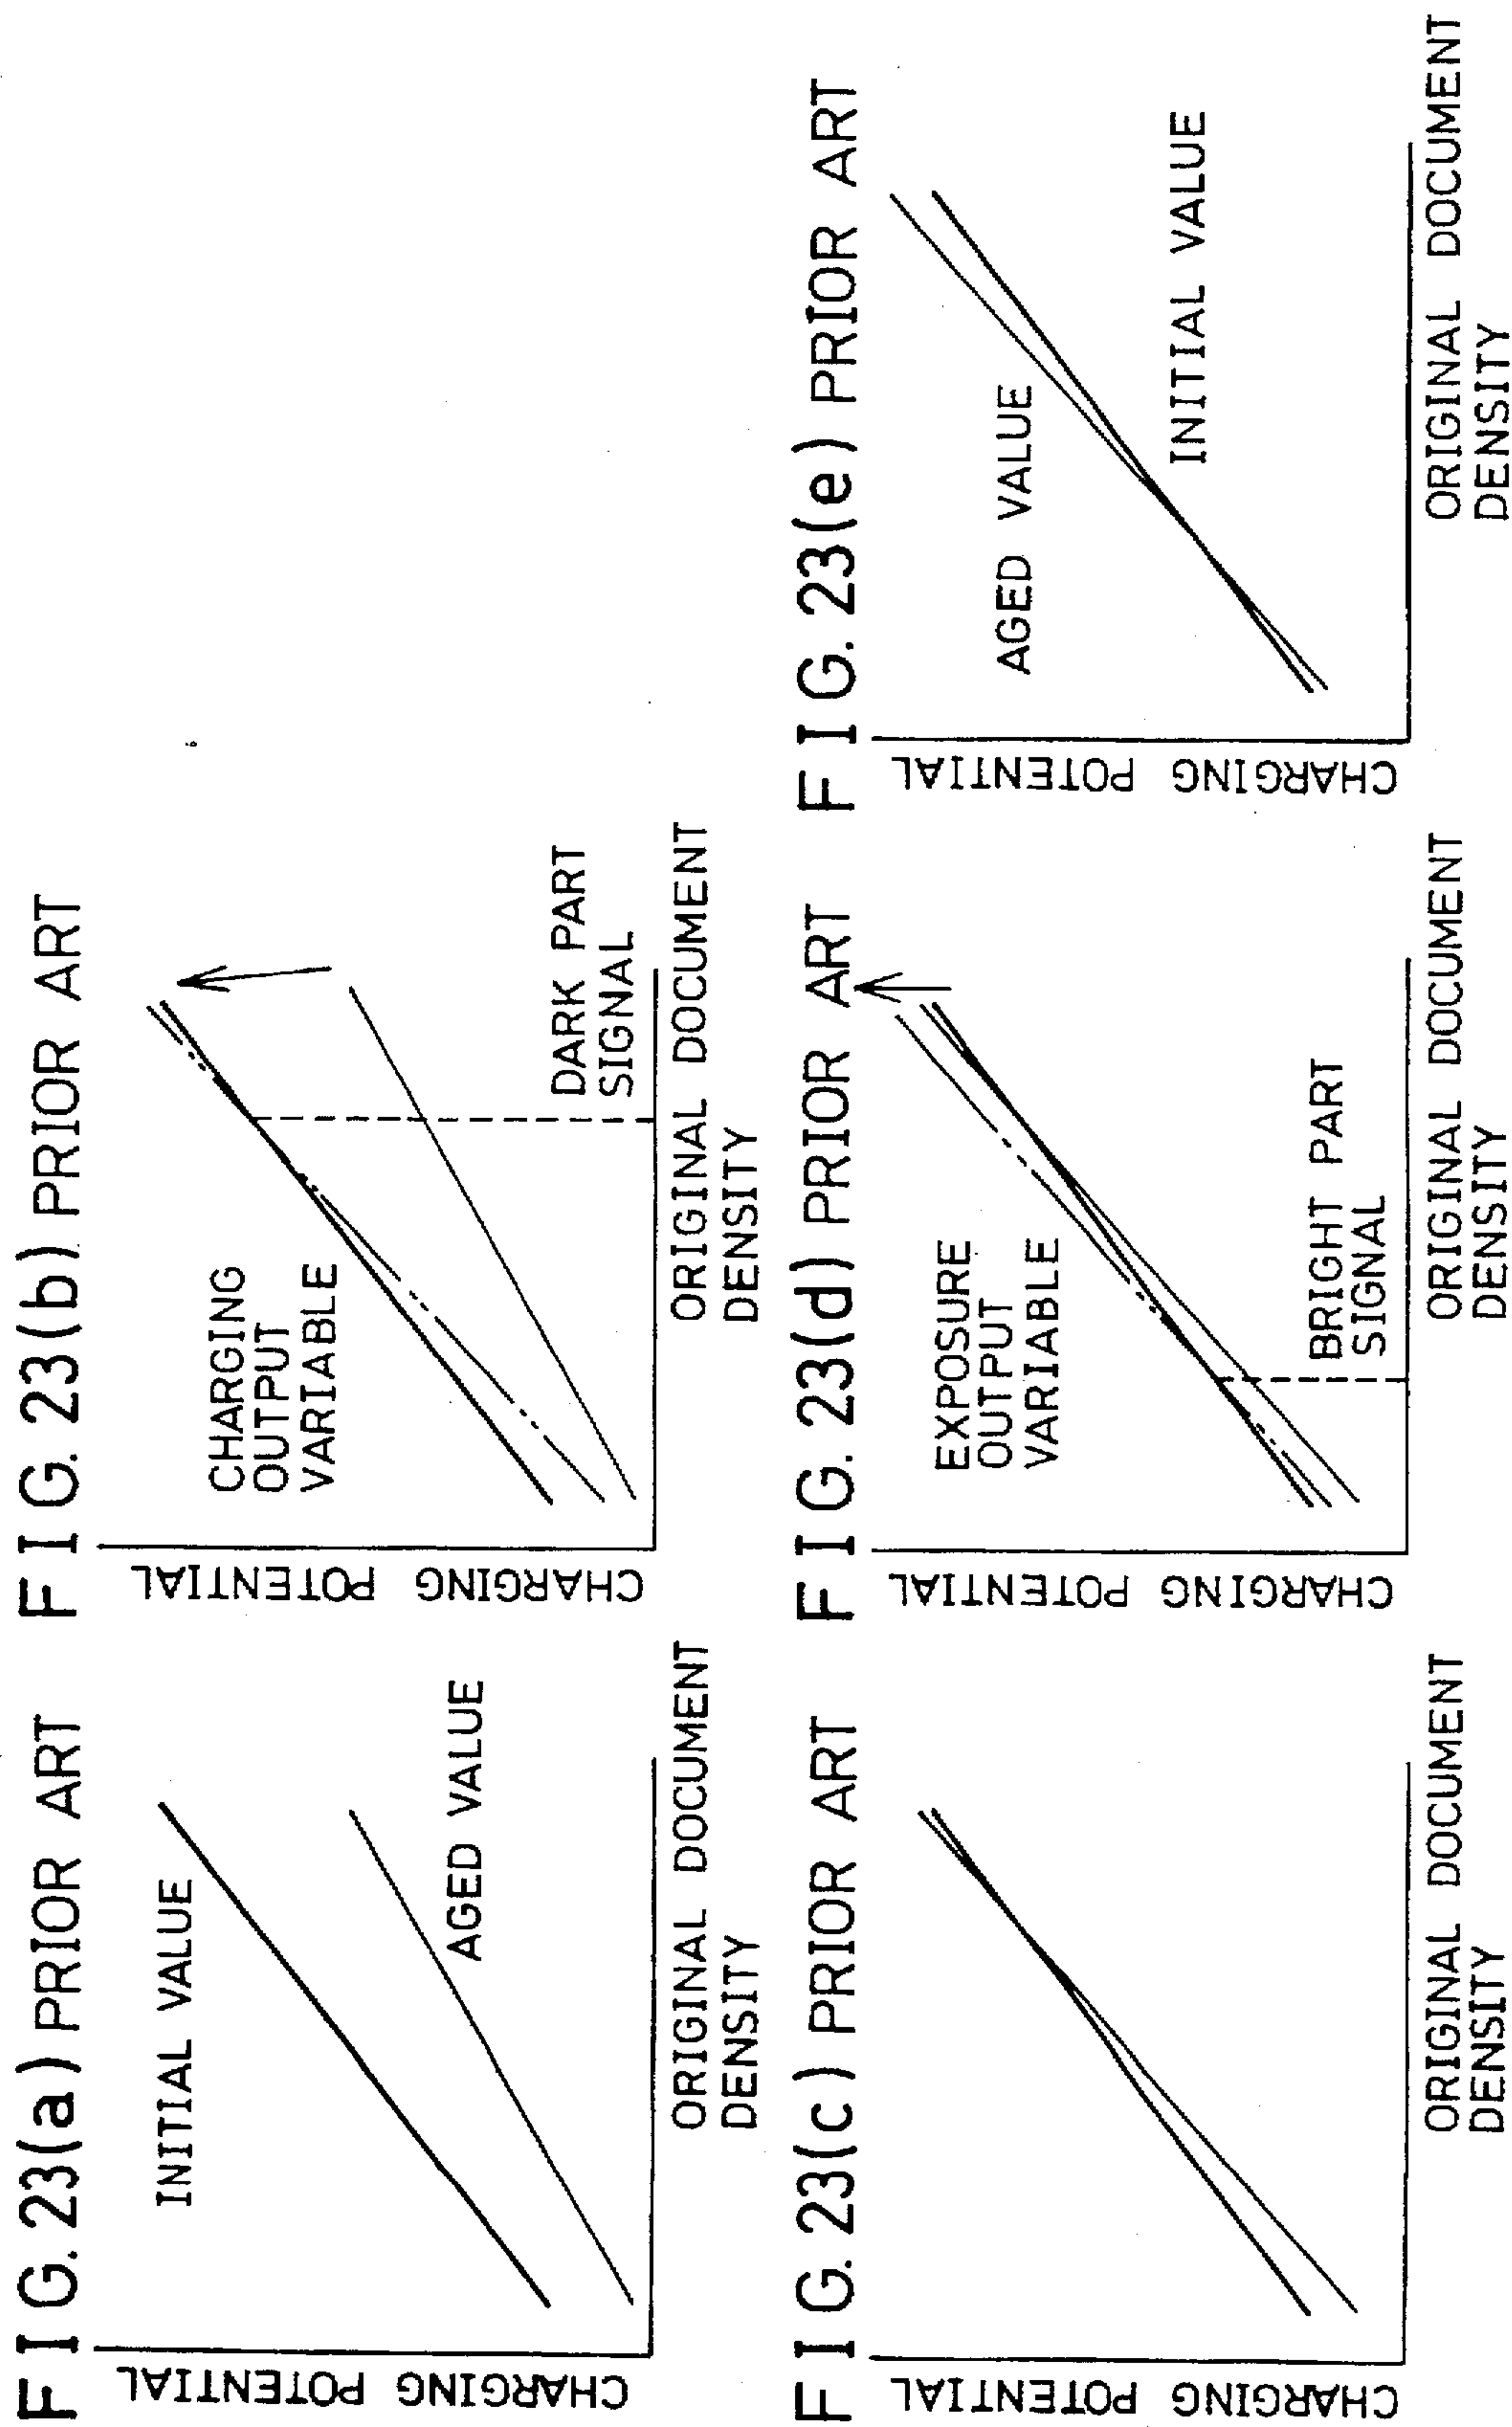 FIG. 23(a) PRIOR ART
CHARGING POTENTIAL
INITIAL VALUE
AGED VALUE
ORIGINAL DOCUMENT
DENSITY
FIG. 23(b) PRIOR ART
CHARGING POTENTIAL
CHARGING
OUTPUT
VARIABLE
DARK PART
SIGNAL
ORIGINAL DOCUMENT
DENSITY
FIG. 23(c) PRIOR ART
CHARGING POTENTIAL
ORIGINAL DOCUMENT
DENSITY
FIG. 23(d) PRIOR ART
CHARGING POTENTIAL
EXPOSURE
OUTPUT
VARIABLE
BRIGHT PART
SIGNAL
ORIGINAL DOCUMENT
DENSITY
FIG. 23(e) PRIOR ART
CHARGING POTENTIAL
AGED VALUE
INITIAL VALUE
ORIGINAL DOCUMENT
DENSITY